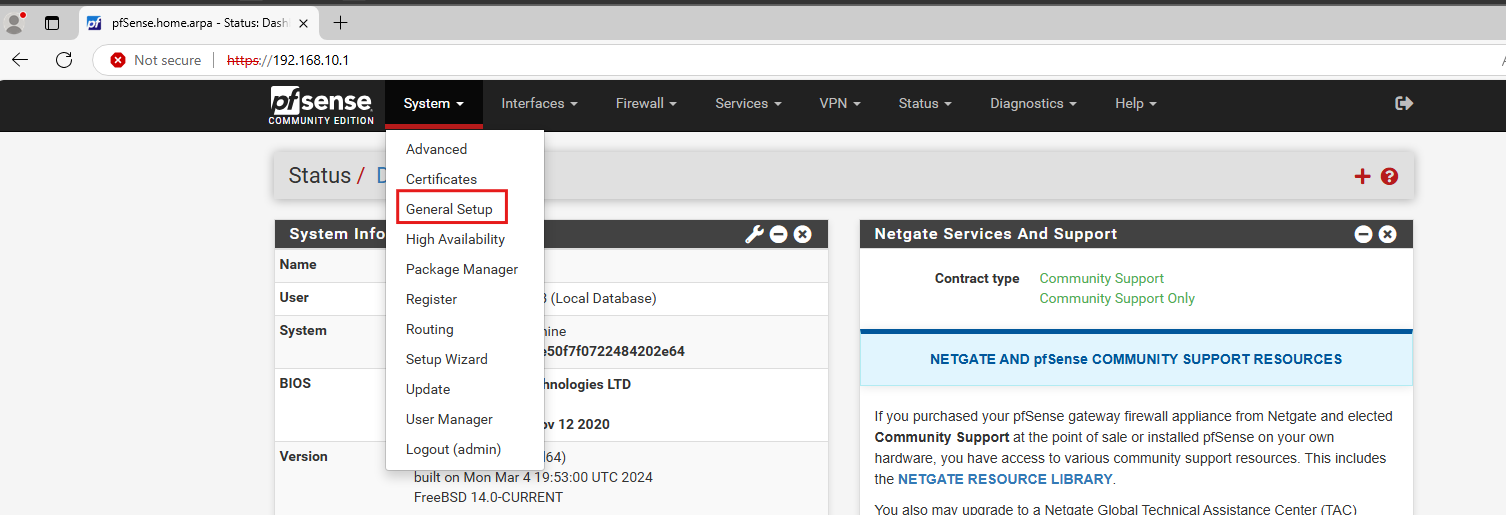 pfSense.home.arpa - Status: Dash
Not secure
https://192.168.10.1
pfsense
COMMUNITY EDITION
System
Interfaces
Firewall
Services
VPN
Status
Diagnostics
Help
Advanced
Certificates
General Setup
High Availability
Package Manager
Register
Routing
Setup Wizard
Update
User Manager
Logout (admin)
Status / D
System Info
Name
User
(Local Database)
System
hine
e50f7f0722484202e64
BIOS
hnologies LTD
ov 12 2020
Version
64)
built on Mon Mar 4 19:53:00 UTC 2024
FreeBSD 14.0-CURRENT
Netgate Services And Support
Contract type
Community Support
Community Support Only
NETGATE AND pfSense COMMUNITY SUPPORT RESOURCES
If you purchased your pfSense gateway firewall appliance from Netgate and elected
Community Support at the point of sale or installed pfSense on your own
hardware, you have access to various community support resources. This includes
the NETGATE RESOURCE LIBRARY.
You also may upgrade to a Netgate Global Technical Assistance Center (TAC)